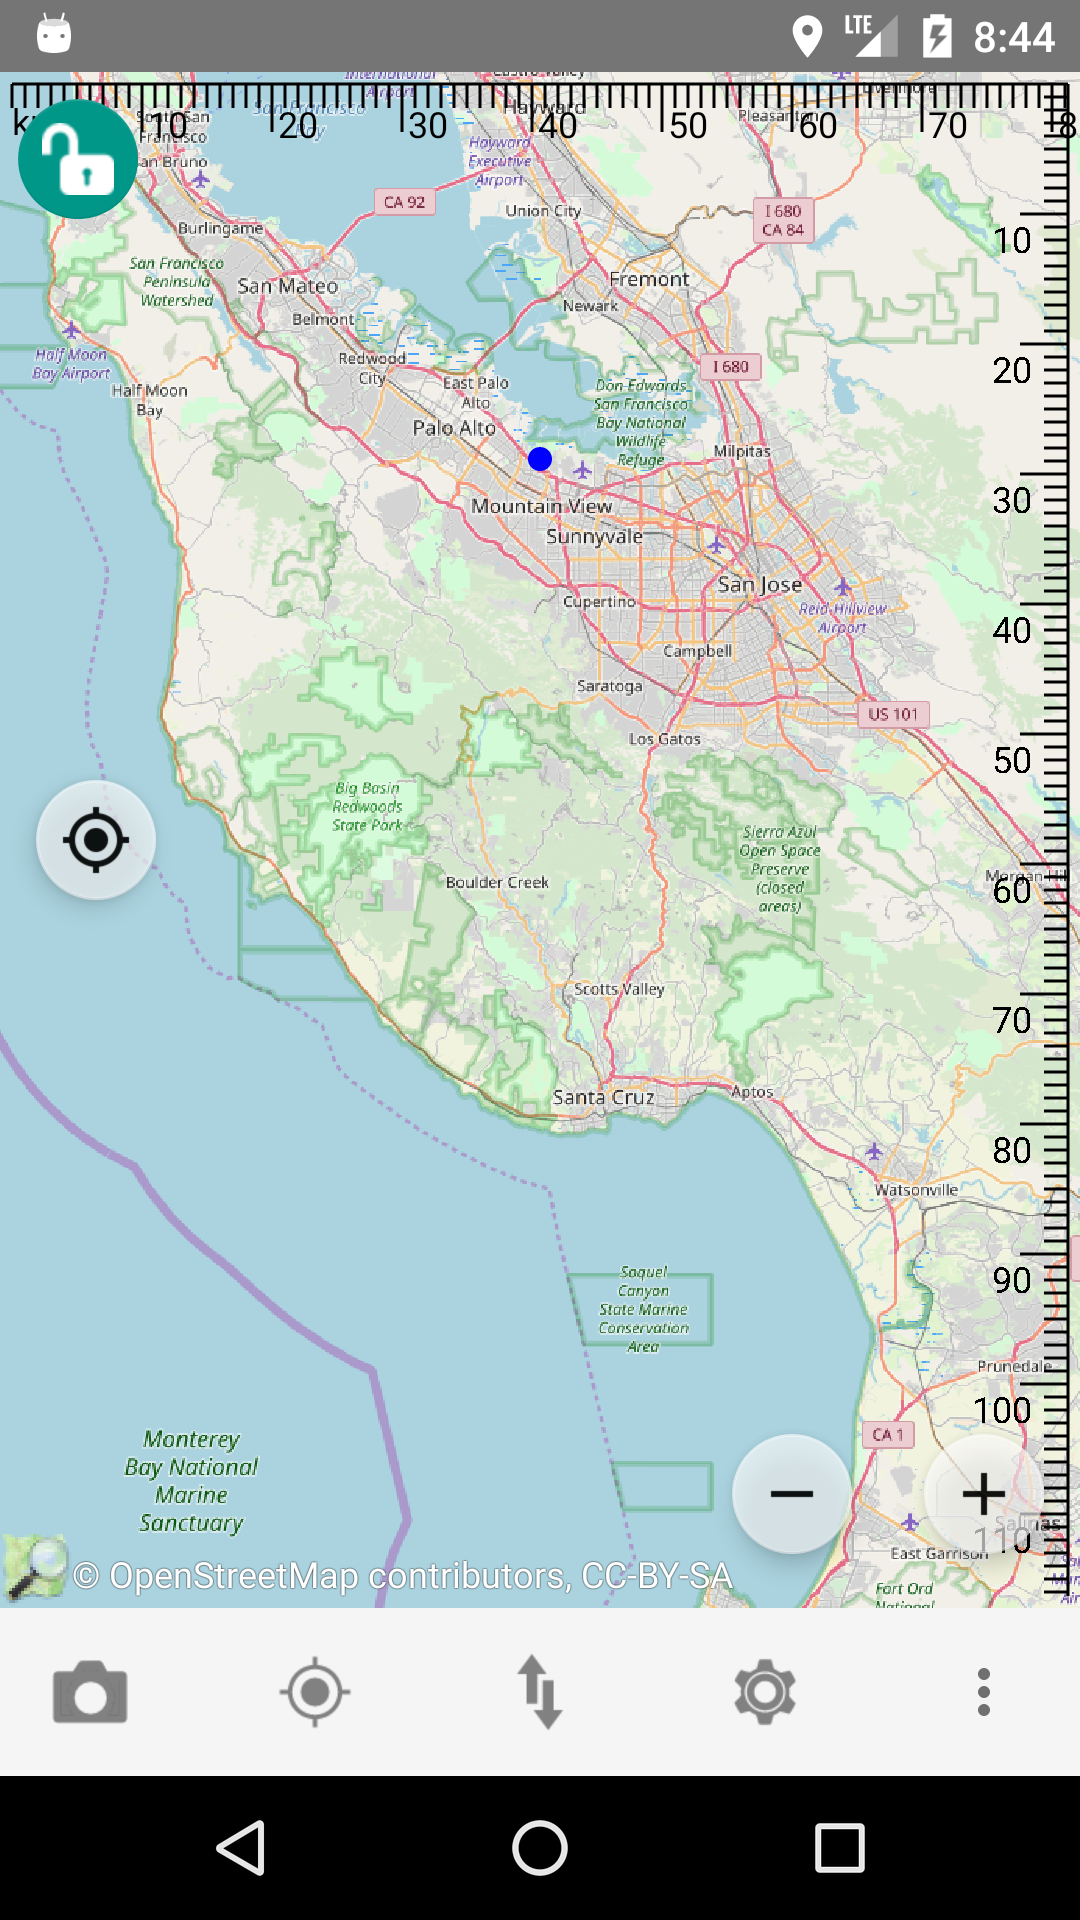 LTE
8:44
International
Airport
Castro Valley
Livermore
San Francisco
Bay
Hayward
Pleasanton
10
20
30
40
50
60
70
South San
Francisco
San Bruno
Hayward
Executive
Airport
CA 92
Union City
I 680
CA 84
Burlingame
10
San Francisco
Peninsula
Watershed
San Mateo
Fremont
Newark
Belmont
Half Moon
Bay Airport
Redwood
City
I 680
20
Half Moon
Bay
East Palo
Alto
Don Edwards
San Francisco
Bay National
Wildlife
Refuge
Palo Alto
Milpitas
Mountain View
30
Sunnyvale
San Jose
Cupertino
Reid-Hillview
Airport
40
Campbell
Saratoga
US 101
Los Gatos
50
Big Basin
Redwoods
State Park
Sierra Azul
Open Space
Preserve
(closed
areas)
Boulder Creek
Morgan Hill
60
Scotts Valley
70
Santa Cruz
Aptos
80
Watsonville
90
Soquel
Canyon
State Marine
Conservation
Area
Prunedale
100
CA 1
Monterey
Bay National
Marine
Sanctuary
Salinas
110
East Garrison
Fort Ord
National
© OpenStreetMap contributors, CC-BY-SA